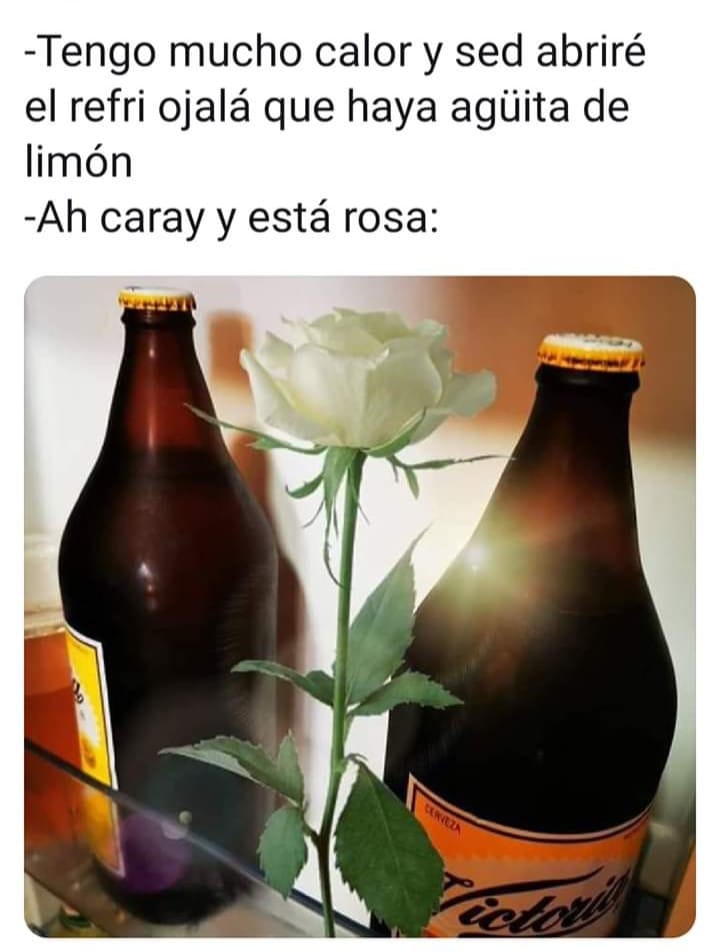 -Tengo mucho calor y sed abriré
el refri ojalá que haya agüita de
limón
-Ah caray y está rosa:
CERVEZA
Victoria